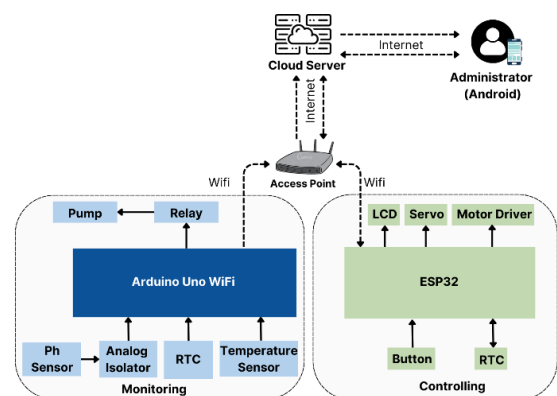 Internet
Internet
Cloud Server
Administrator
(Android)
Internet
Wifi
Access Point
Wifi
Pump
Relay
LCD
Servo
Motor Driver
Arduino Uno WiFi
ESP32
Ph
Sensor
Analog
Isolator
RTC
Temperature
Sensor
Button
RTC
Monitoring
Controlling